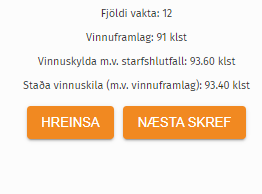 Fjöldi vakta: 12
Vinnuframlag: 91 klst
Vinnuskylda m.v. starfshlutfall: 93.60 klst
Staða vinnuskila (m.v. vinnuframlag): 93.40 klst
HREINSA NÆSTA SKREF